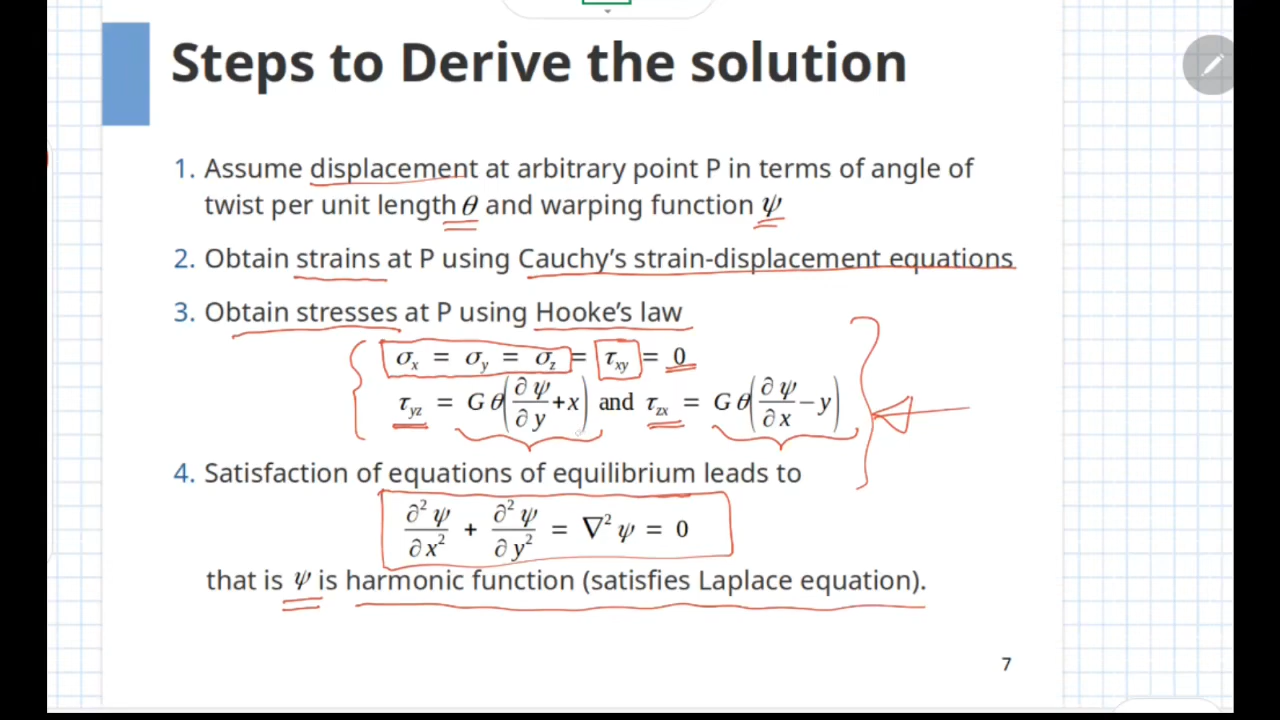 Steps to Derive the solution
1. Assume displacement at arbitrary point P in terms of angle of
twist per unit length θ and warping function ψ
2. Obtain strains at P using Cauchy’s strain-displacement equations
3. Obtain stresses at P using Hooke’s law
σx = σy = σz = τxy = 0
τyz = G θ(∂ψ/∂y + x) and τzx = G θ(∂ψ/∂x − y)
4. Satisfaction of equations of equilibrium leads to
∂²ψ/∂x² + ∂²ψ/∂y² = ∇²ψ = 0
that is ψ is harmonic function (satisfies Laplace equation).
7